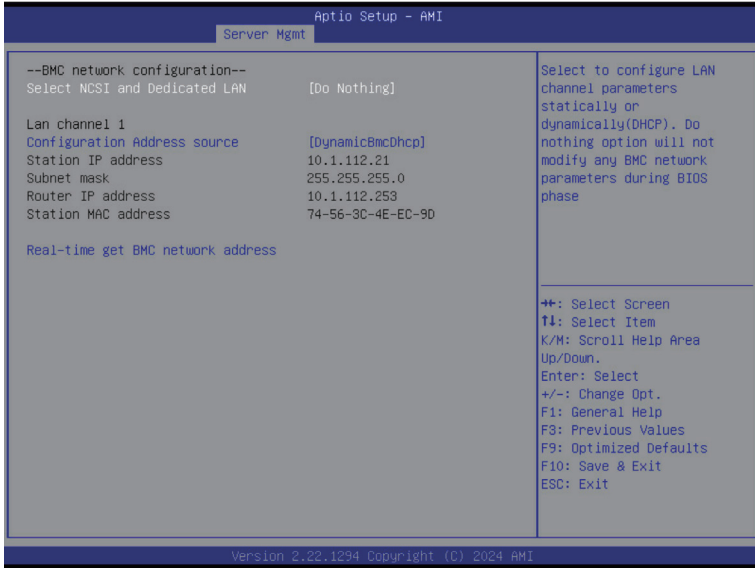 Aptio Setup - AMI
Server Mgmt
--BMC network configuration--
Select NCSI and Dedicated LAN [Do Nothing]
Lan channel 1
Configuration Address source [DynamicBmcDhcp]
Station IP address 10.1.112.21
Subnet mask 255.255.255.0
Router IP address 10.1.112.253
Station MAC address 74-56-3C-4E-EC-9D
Real-time get BMC network address
Select to configure LAN
channel parameters
statically or
dynamically(DHCP). Do
nothing option will not
modify any BMC network
parameters during BIOS
phase
→←: Select Screen
↑↓: Select Item
K/M: Scroll Help Area
Up/Down.
Enter: Select
+/-: Change Opt.
F1: General Help
F3: Previous Values
F9: Optimized Defaults
F10: Save & Exit
ESC: Exit
Version 2.22.1294 Copyright (C) 2024 AMI